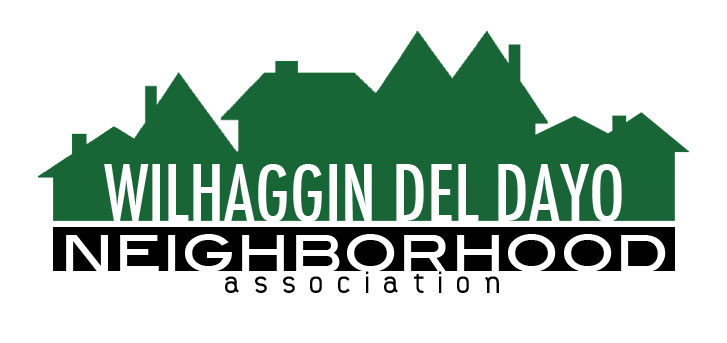 WILHAGGIN DEL DAYO
NEIGHBORHOOD
association